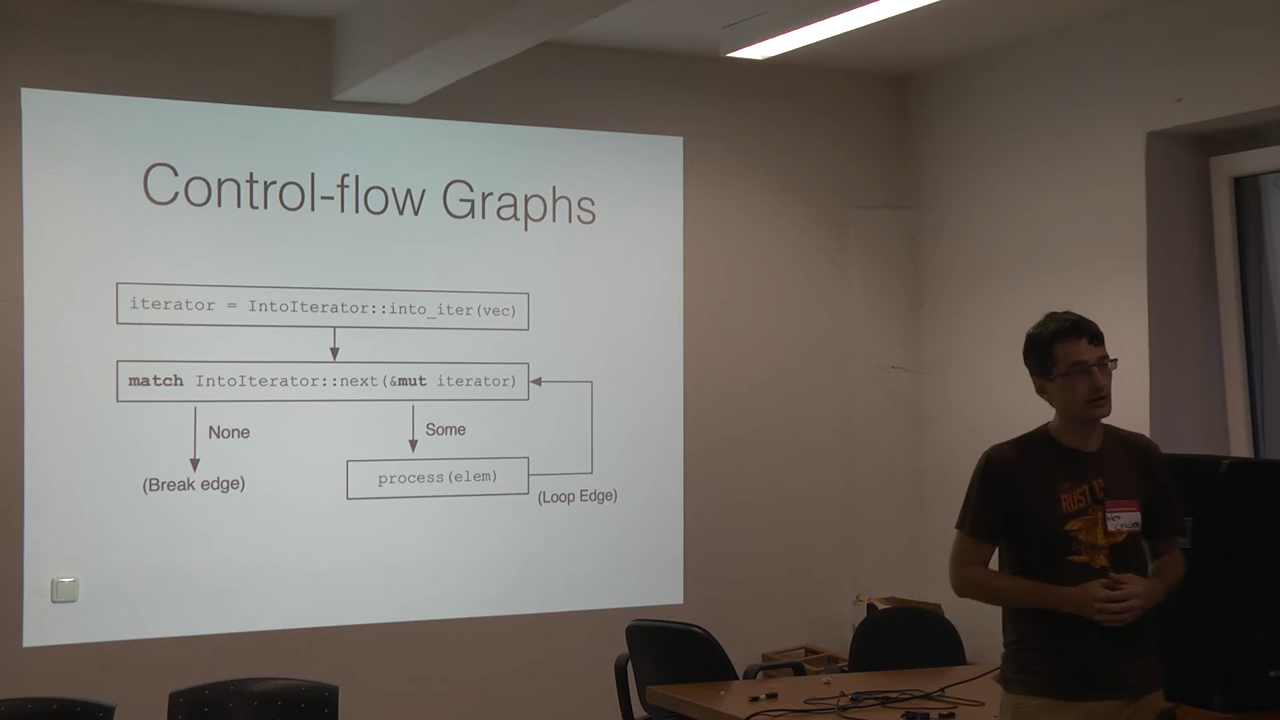 Control-flow Graphs
iterator = IntoIterator::into_iter(vec)
match IntoIterator::next(&mut iterator)
None
Some
(Break edge)
process(elem)
(Loop Edge)
RUST